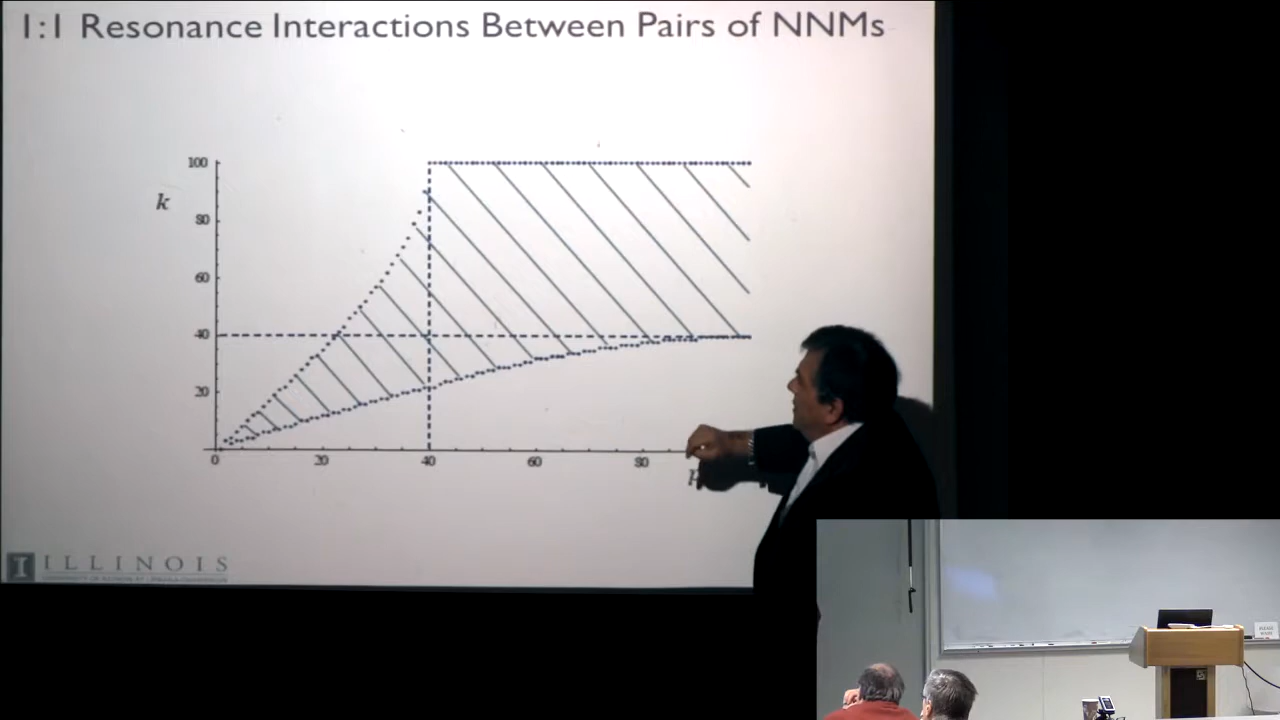 1:1 Resonance Interactions Between Pairs of NNMs
100
k
80
60
40
20
0 20 40 60 80
p
ILLINOIS
PLEASE